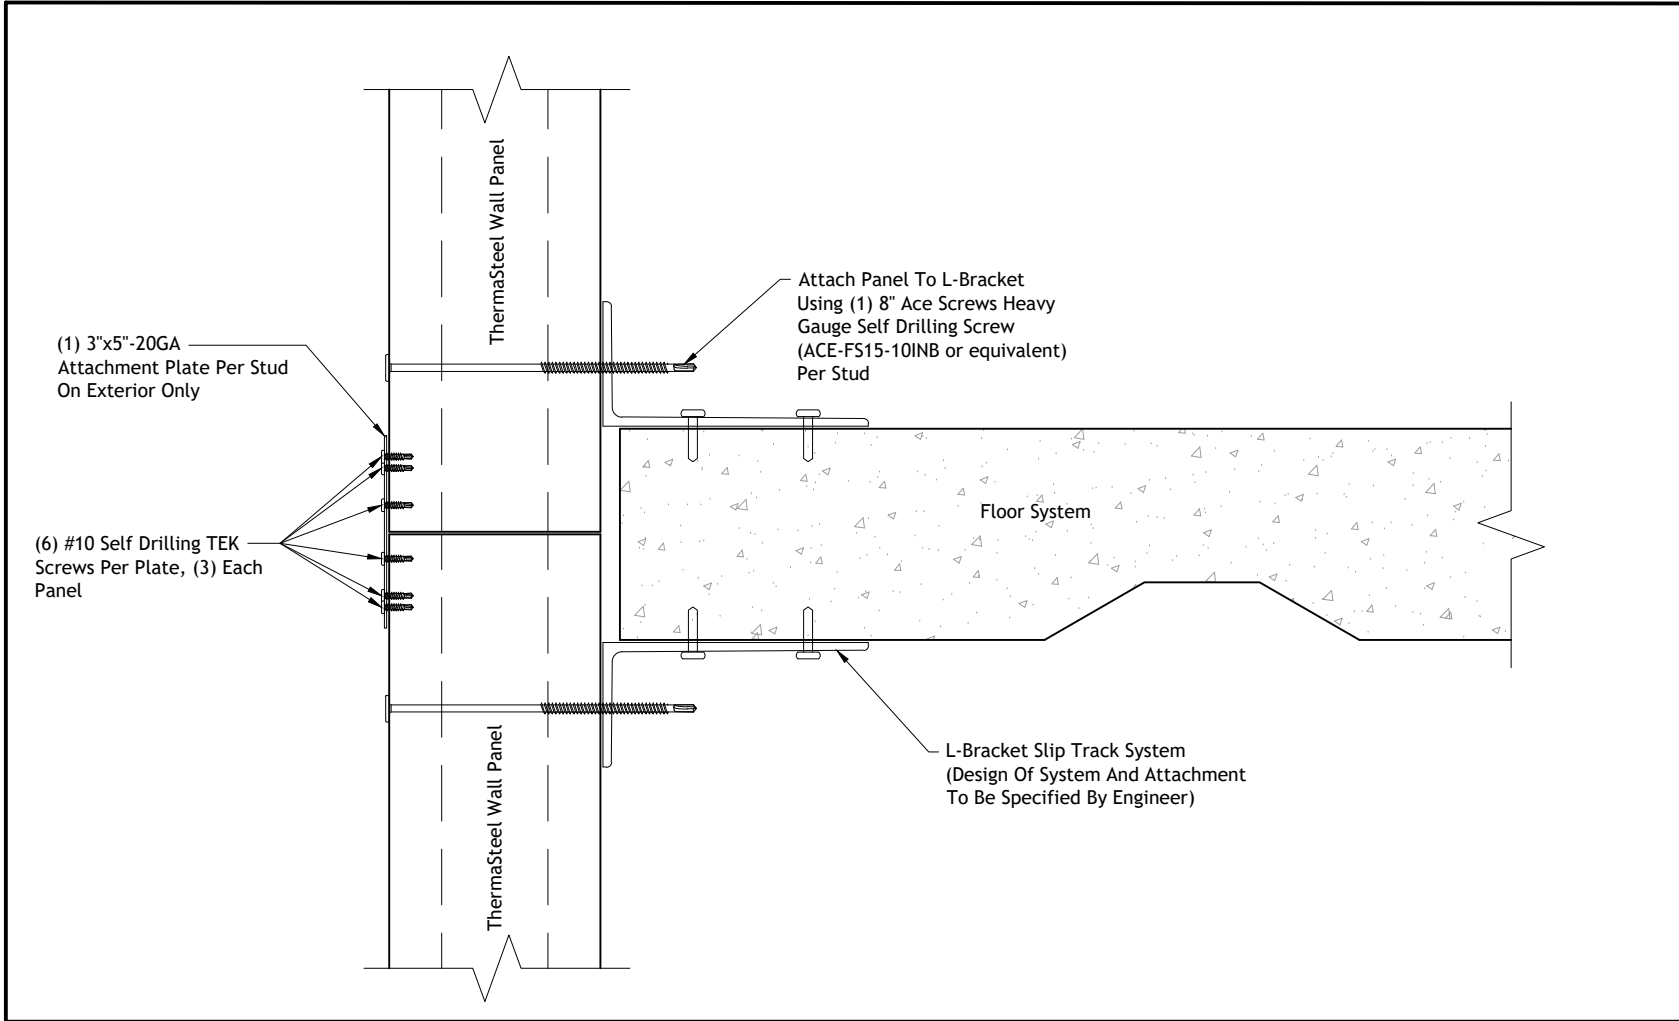 ThermaSteel Wall Panel
Attach Panel To L-Bracket
Using (1) 8" Ace Screws Heavy
Gauge Self Drilling Screw
(ACE-FS15-10INB or equivalent)
Per Stud
(1) 3"x5"-20GA
Attachment Plate Per Stud
On Exterior Only
Floor System
(6) #10 Self Drilling TEK
Screws Per Plate, (3) Each
Panel
L-Bracket Slip Track System
(Design Of System And Attachment
To Be Specified By Engineer)
ThermaSteel Wall Panel